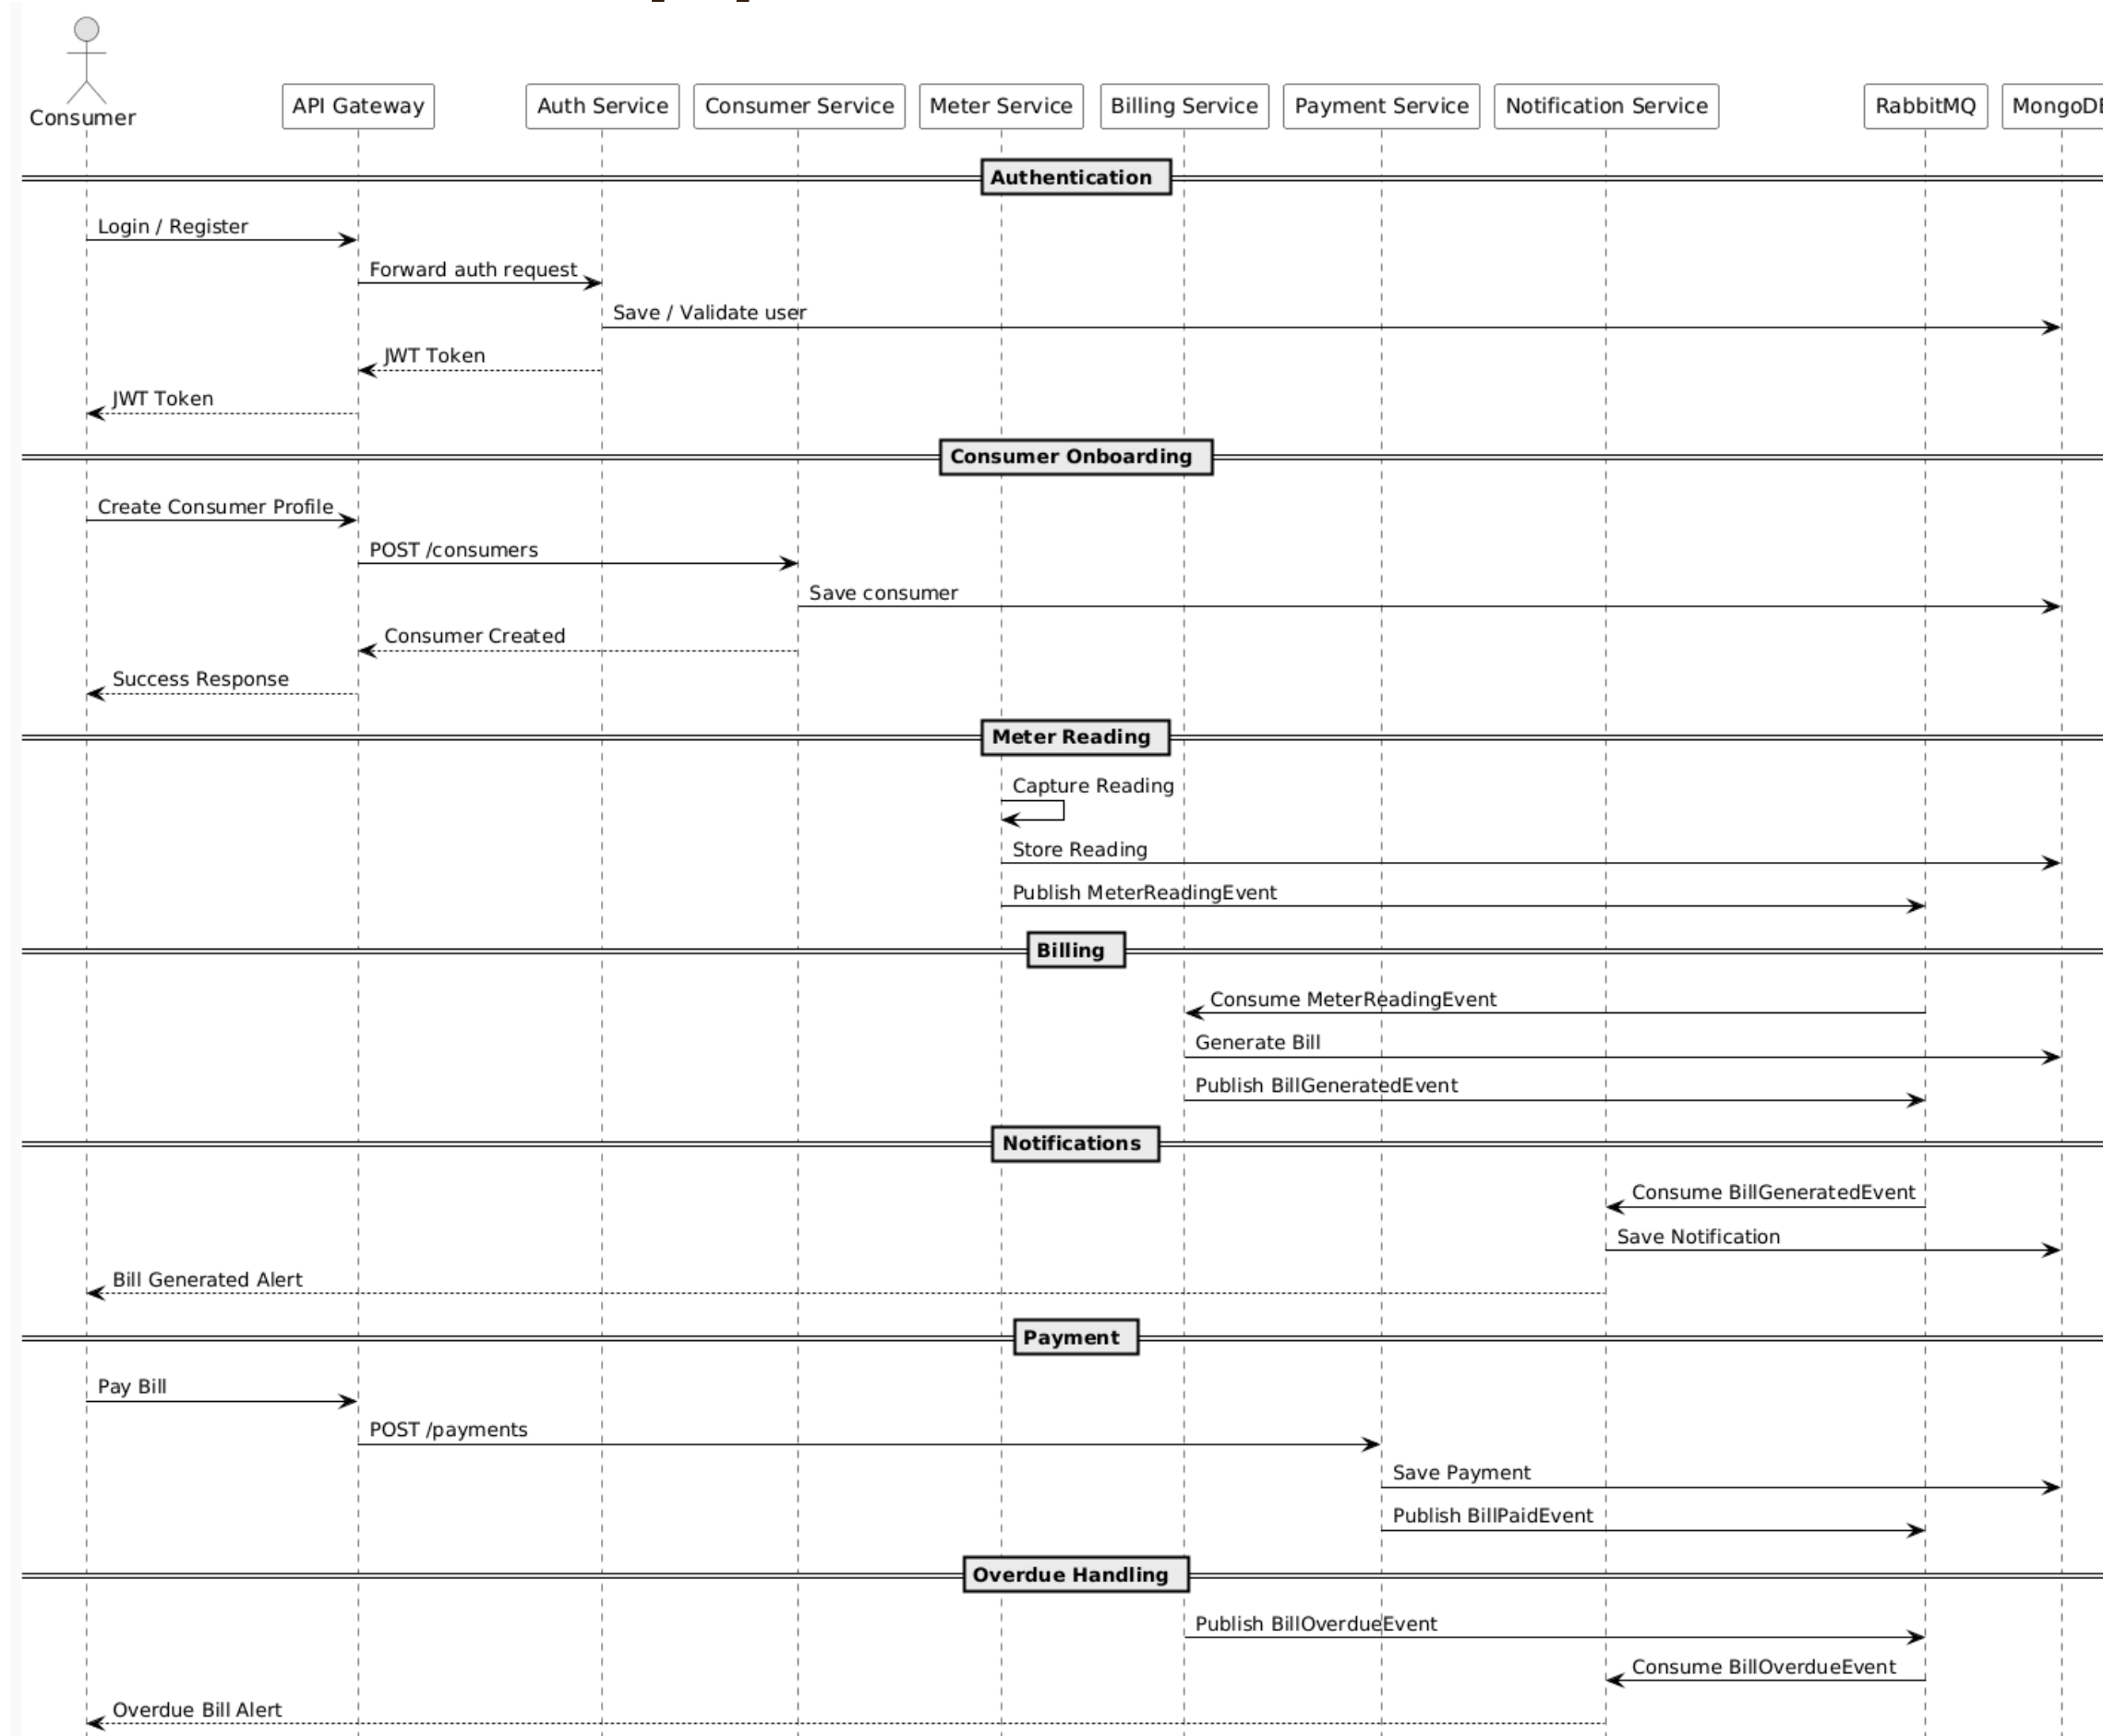 Consumer
API Gateway
Auth Service
Consumer Service
Meter Service
Billing Service
Payment Service
Notification Service
RabbitMQ
MongoDB
Authentication
Login / Register
Forward auth request
Save / Validate user
JWT Token
JWT Token
Consumer Onboarding
Create Consumer Profile
POST /consumers
Save consumer
Consumer Created
Success Response
Meter Reading
Capture Reading
Store Reading
Publish MeterReadingEvent
Billing
Consume MeterReadingEvent
Generate Bill
Publish BillGeneratedEvent
Notifications
Consume BillGeneratedEvent
Save Notification
Bill Generated Alert
Payment
Pay Bill
POST /payments
Save Payment
Publish BillPaidEvent
Overdue Handling
Publish BillOverdueEvent
Consume BillOverdueEvent
Overdue Bill Alert